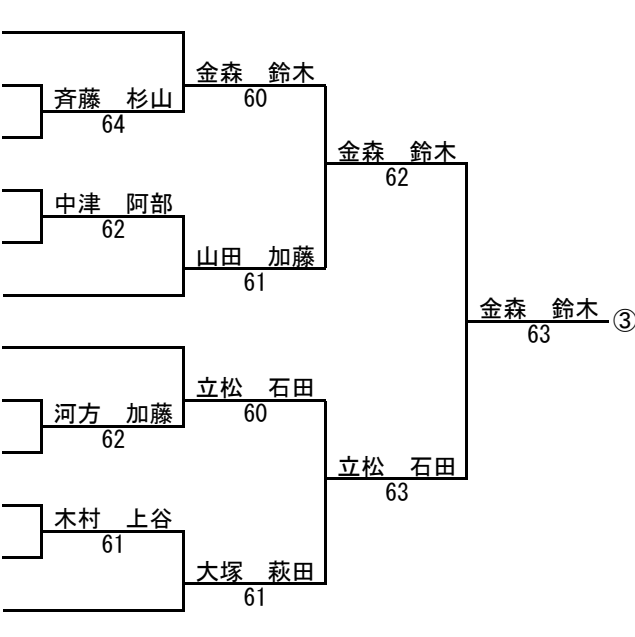 金森　鈴木
60
斉藤　杉山
64
金森　鈴木
62
中津　阿部
62
山田　加藤
61
金森　鈴木
63
③
立松　石田
60
河方　加藤
62
立松　石田
63
木村　上谷
61
大塚　萩田
61